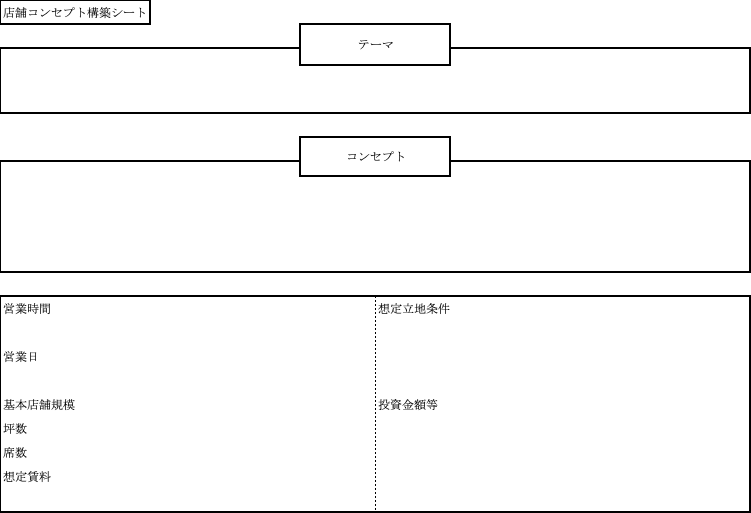 店舗コンセプト構築シート
テーマ
コンセプト
営業時間
営業日
基本店舗規模
坪数
席数
想定賃料
想定立地条件
投資金額等